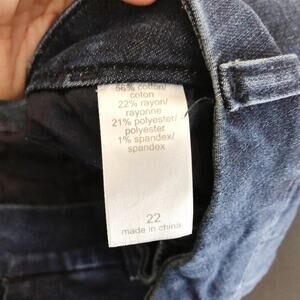 56% cotton/
coton
22% rayon/
rayonne
21% polyester/
polyester
1% spandex/
spandex
22
made in china